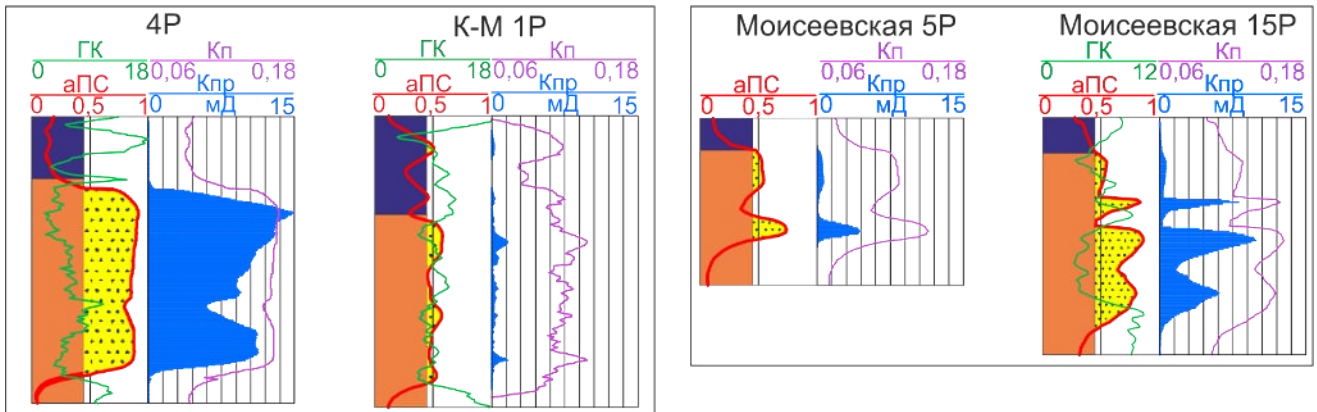 4Р
ГК
Кп
0
18
0,06
0,18
аПС
Кпр
0
0,5
1
0
мД
15
К-М 1Р
ГК
Кп
0
18
0,06
0,18
аПС
Кпр
0
0,5
1
0
мД
15
Моисеевская 5Р
Кп
0,06
0,18
аПС
Кпр
0
0,5
1
0
мД
15
Моисеевская 15Р
ГК
Кп
0
12
0,06
0,18
аПС
Кпр
0
0,5
1
0
мД
15